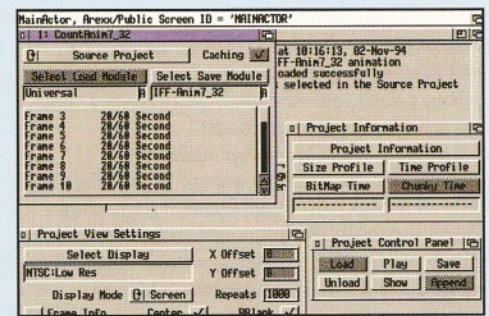 MainActor, Arexx/Public Screen ID = 'MAINACTOR'
1: CountAnim7_32
Source Project
Caching
Select Load Module
Select Save Module
Universal
IFF-Anim7_32
Frame 3 20/60 Second
Frame 4 20/60 Second
Frame 5 20/60 Second
Frame 6 20/60 Second
Frame 7 20/60 Second
Frame 8 20/60 Second
Frame 9 20/60 Second
Frame 10 20/60 Second
at 10:16:13, 02-Nov-94
FF-Anim7_32 animation
oaded successfully
selected in the Source Project
Project Information
Project Information
Size Profile
Time Profile
BitMap Time
Chunky Time
Project View Settings
Select Display
X Offset 0
NTSC:Low Res
Y Offset 0
Display Mode
Screen
Repeats 1000
Frame Info
Center
BBlank
Project Control Panel
Load
Play
Save
Unload
Show
Append